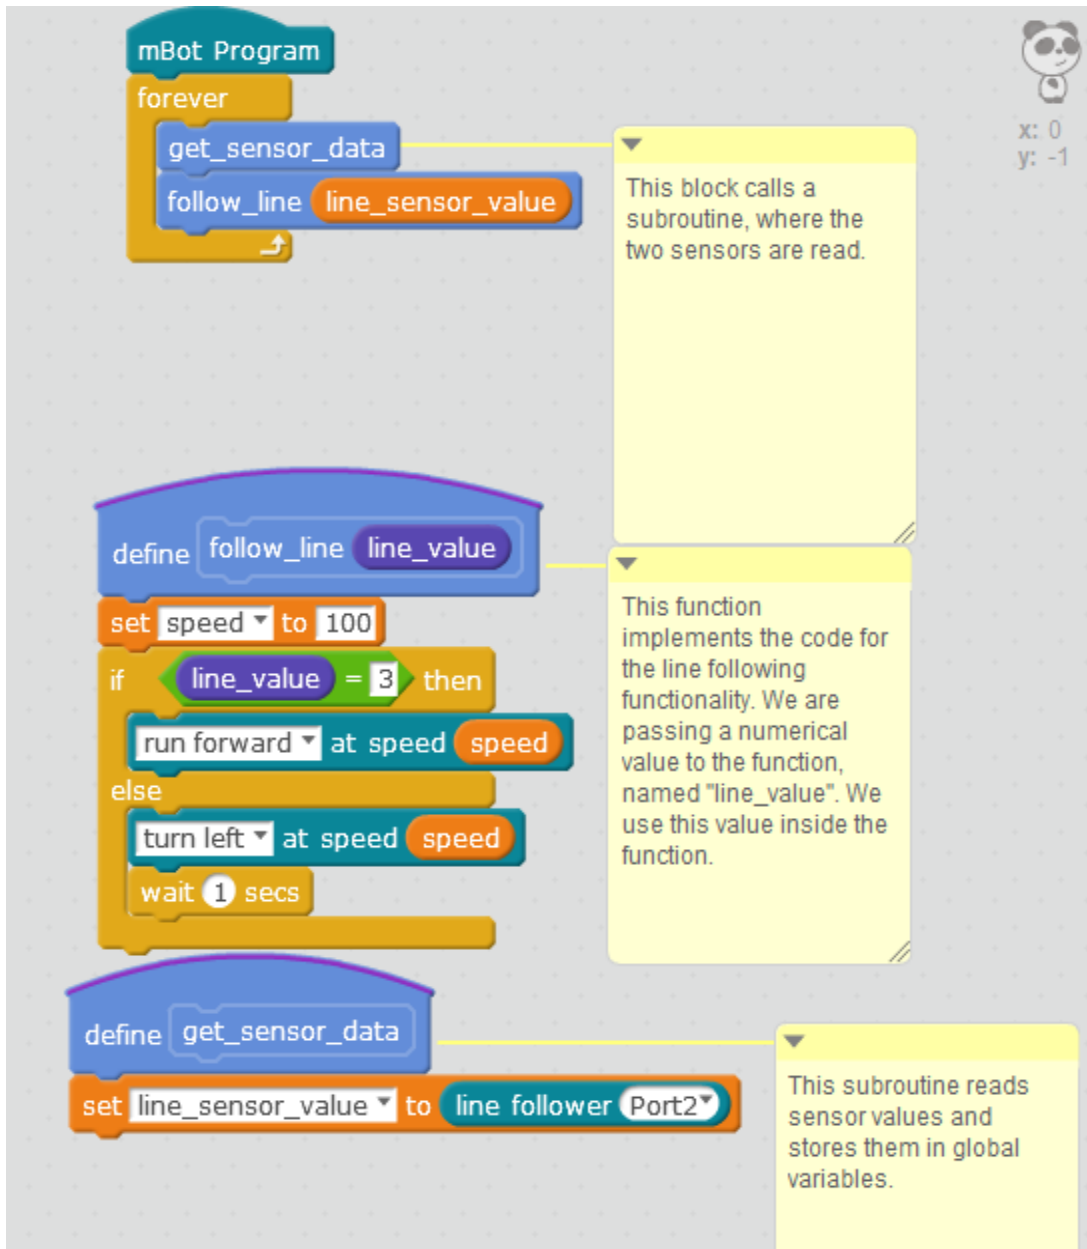 mBot Program
forever
get_sensor_data
follow_line line_sensor_value
x: 0
y: -1
This block calls a
subroutine, where the
two sensors are read.
define follow_line line_value
set speed to 100
if line_value = 3 then
run forward at speed speed
else
turn left at speed speed
wait 1 secs
This function
implements the code for
the line following
functionality. We are
passing a numerical
value to the function,
named "line_value". We
use this value inside the
function.
define get_sensor_data
set line_sensor_value to line follower Port2
This subroutine reads
sensor values and
stores them in global
variables.